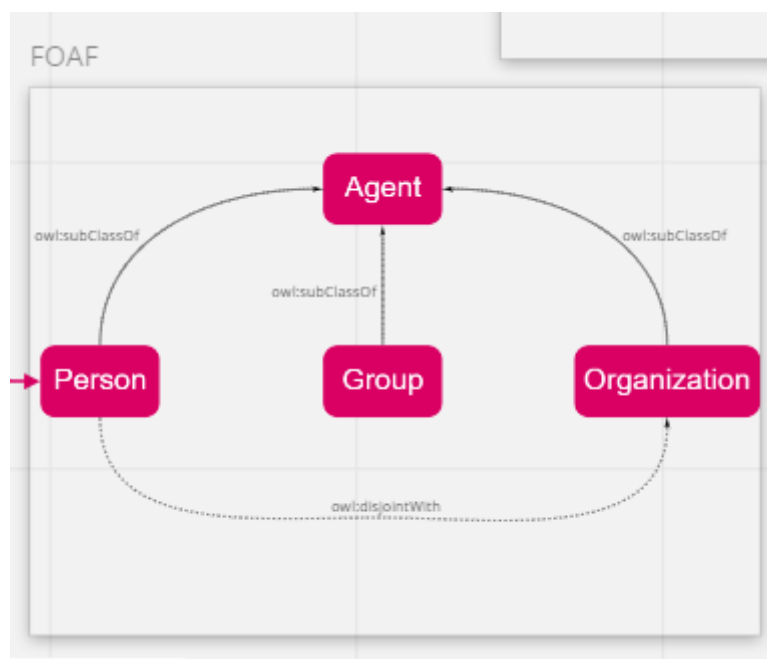 FOAF
Agent
owl:subClassOf
owl:subClassOf
owl:subClassOf
Person
Group
Organization
owl:disjointWith